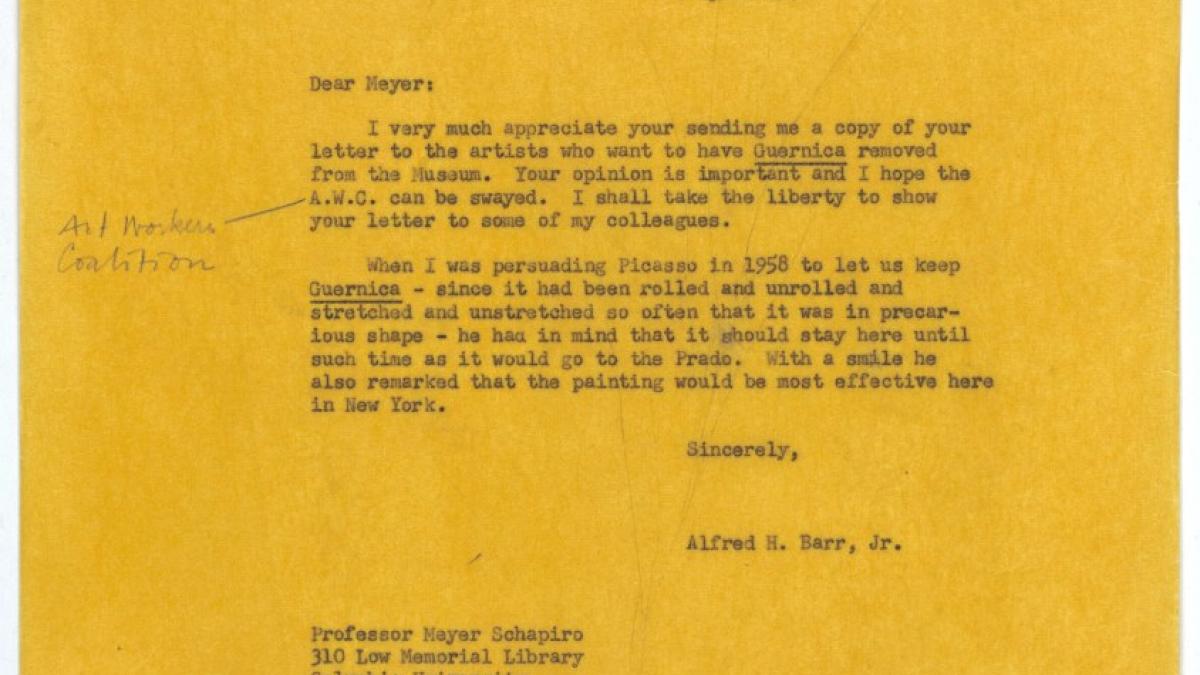 Dear Meyer:
I very much appreciate your sending me a copy of your
letter to the artists who want to have Guernica removed
from the Museum. Your opinion is important and I hope the
A.W.C. can be swayed. I shall take the liberty to show
your letter to some of my colleagues.
Art Workers
Coalition
When I was persuading Picasso in 1958 to let us keep
Guernica - since it had been rolled and unrolled and
stretched and unstretched so often that it was in precar-
ious shape - he had in mind that it should stay here until
such time as it would go to the Prado. With a smile he
also remarked that the painting would be most effective here
in New York.
Sincerely,
Alfred H. Barr, Jr.
Professor Meyer Schapiro
310 Low Memorial Library